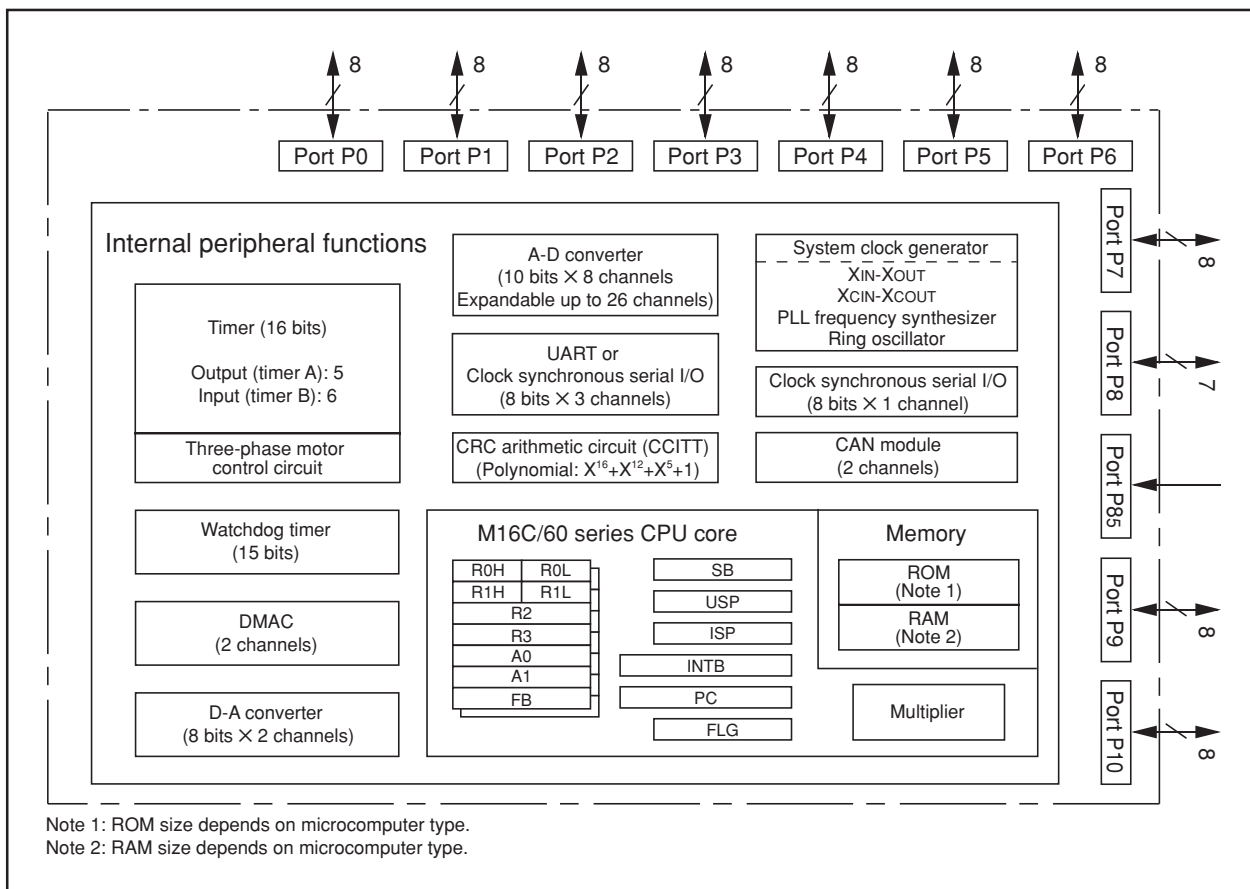 8 8 8 8 8 8 8
Port P0 Port P1 Port P2 Port P3 Port P4 Port P5 Port P6
Internal peripheral functions
Timer (16 bits)
Output (timer A): 5
Input (timer B): 6
Three-phase motor
control circuit
Watchdog timer
(15 bits)
DMAC
(2 channels)
D-A converter
(8 bits × 2 channels)
A-D converter
(10 bits × 8 channels
Expandable up to 26 channels)
UART or
Clock synchronous serial I/O
(8 bits × 3 channels)
CRC arithmetic circuit (CCITT)
(Polynomial: X¹⁶+X¹²+X⁵+1)
System clock generator
XIN-XOUT
XCIN-XCOUT
PLL frequency synthesizer
Ring oscillator
Clock synchronous serial I/O
(8 bits × 1 channel)
CAN module
(2 channels)
M16C/60 series CPU core
R0H R0L
R1H R1L
R2
R3
A0
A1
FB
SB
USP
ISP
INTB
PC
FLG
Memory
ROM
(Note 1)
RAM
(Note 2)
Multiplier
Port P7
8
Port P8
7
Port P85
Port P9
8
Port P10
8
Note 1: ROM size depends on microcomputer type.
Note 2: RAM size depends on microcomputer type.